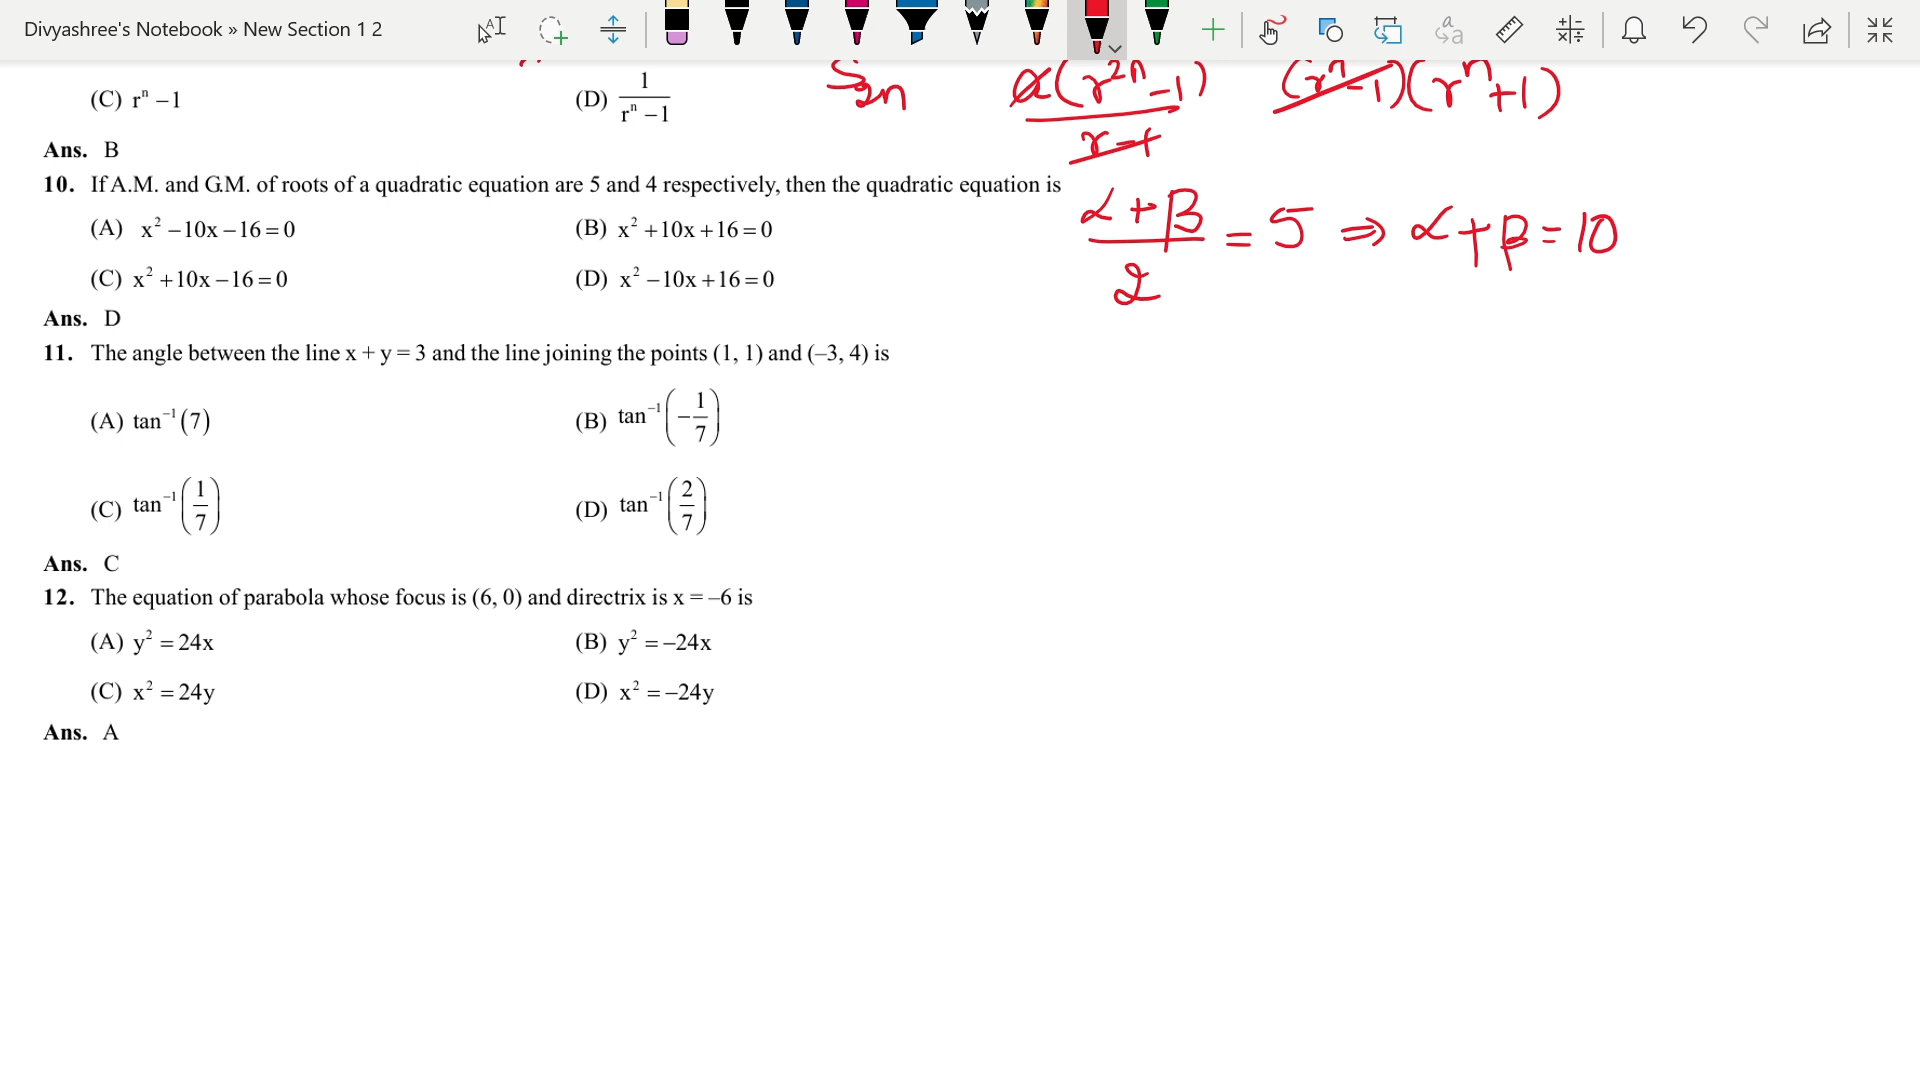 Divyashree's Notebook » New Section 1 2
(C) rⁿ – 1 (D) 1/(rⁿ – 1) S₂ₙ a(r²ⁿ – 1)/(r – 1) (rⁿ – 1)(rⁿ + 1)
Ans. B
10. If A.M. and G.M. of roots of a quadratic equation are 5 and 4 respectively, then the quadratic equation is
(A) x² – 10x – 16 = 0 (B) x² + 10x + 16 = 0
(α + β)/2 = 5 ⇒ α + β = 10
(C) x² + 10x – 16 = 0 (D) x² – 10x + 16 = 0
Ans. D
11. The angle between the line x + y = 3 and the line joining the points (1, 1) and (–3, 4) is
(A) tan⁻¹(7) (B) tan⁻¹(–1/7)
(C) tan⁻¹(1/7) (D) tan⁻¹(2/7)
Ans. C
12. The equation of parabola whose focus is (6, 0) and directrix is x = –6 is
(A) y² = 24x (B) y² = –24x
(C) x² = 24y (D) x² = –24y
Ans. A